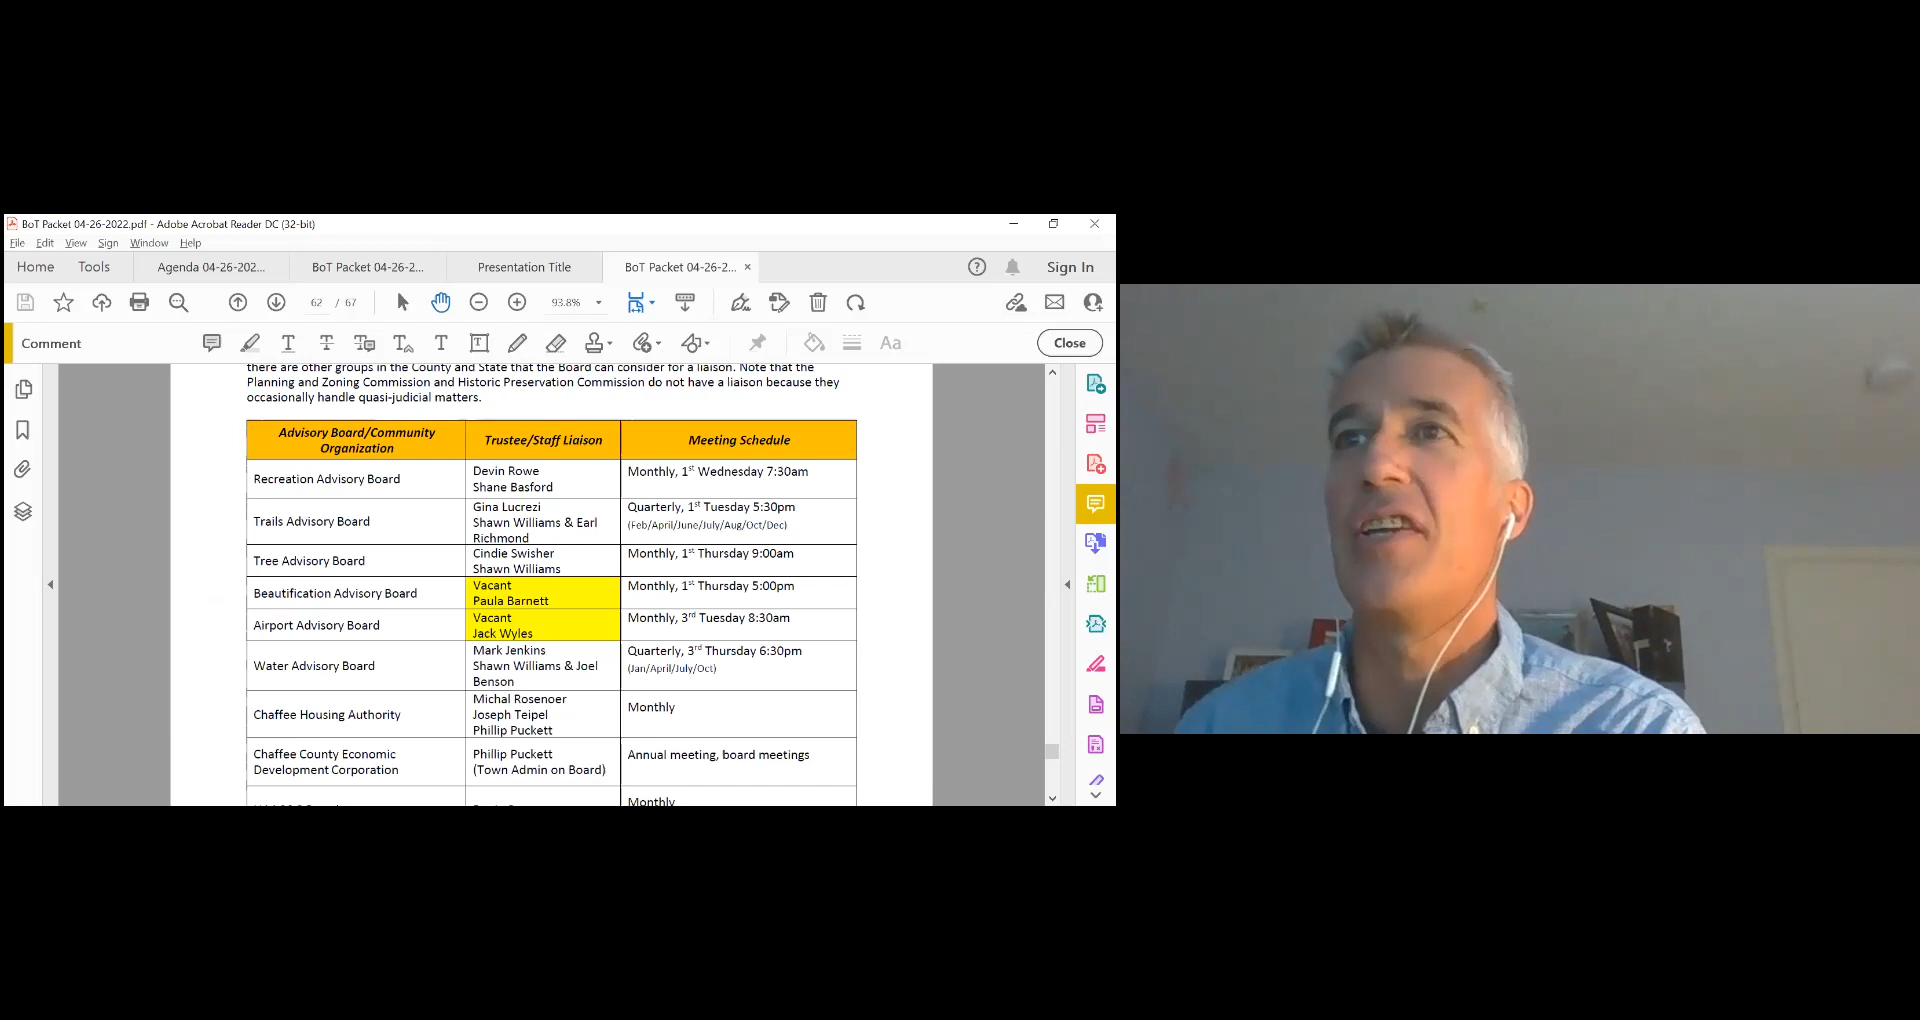 BoT Packet 04-26-2022.pdf - Adobe Acrobat Reader DC (32-bit)
File Edit View Sign Window Help
Home Tools Agenda 04-26-202... BoT Packet 04-26-2... Presentation Title BoT Packet 04-26-2... Sign In
62 / 67 93.8%
Comment Aa Close
there are other groups in the County and State that the Board can consider for a liaison. Note that the
Planning and Zoning Commission and Historic Preservation Commission do not have a liaison because they
occasionally handle quasi-judicial matters.
Advisory Board/Community
Organization
Trustee/Staff Liaison
Meeting Schedule
Recreation Advisory Board
Devin Rowe
Shane Basford
Monthly, 1st Wednesday 7:30am
Trails Advisory Board
Gina Lucrezi
Shawn Williams & Earl
Richmond
Quarterly, 1st Tuesday 5:30pm
(Feb/April/June/July/Aug/Oct/Dec)
Tree Advisory Board
Cindie Swisher
Shawn Williams
Monthly, 1st Thursday 9:00am
Beautification Advisory Board
Vacant
Paula Barnett
Monthly, 1st Thursday 5:00pm
Airport Advisory Board
Vacant
Jack Wyles
Monthly, 3rd Tuesday 8:30am
Water Advisory Board
Mark Jenkins
Shawn Williams & Joel
Benson
Quarterly, 3rd Thursday 6:30pm
(Jan/April/July/Oct)
Chaffee Housing Authority
Michal Rosenoer
Joseph Teipel
Phillip Puckett
Monthly
Chaffee County Economic
Development Corporation
Phillip Puckett
(Town Admin on Board)
Annual meeting, board meetings
Monthly